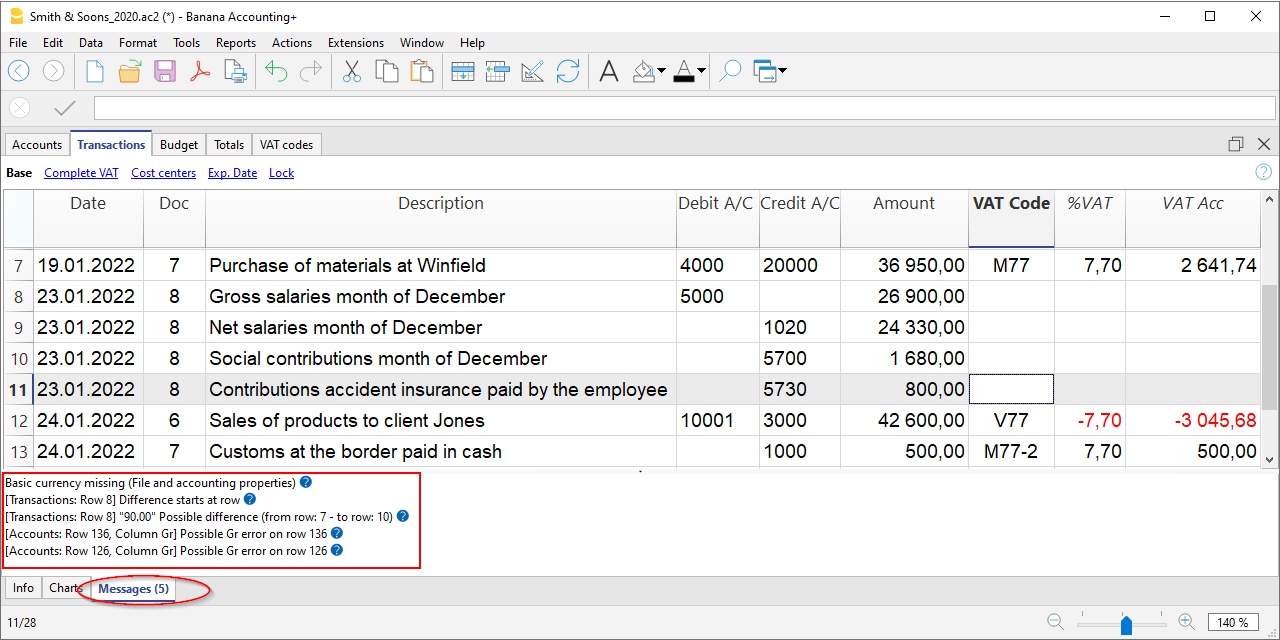 Smith & Soons_2020.ac2 (*) - Banana Accounting+
File Edit Data Format Tools Reports Actions Extensions Window Help
Accounts Transactions Budget Totals VAT codes
Base Complete VAT Cost centers Exp. Date Lock
Date Doc Description Debit A/C Credit A/C Amount VAT Code %VAT VAT Acc
7 19.01.2022 7 Purchase of materials at Winfield 4000 20000 36 950,00 M77 7,70 2 641,74
8 23.01.2022 8 Gross salaries month of December 5000 26 900,00
9 23.01.2022 8 Net salaries month of December 1020 24 330,00
10 23.01.2022 8 Social contributions month of December 5700 1 680,00
11 23.01.2022 8 Contributions accident insurance paid by the employee 5730 800,00
12 24.01.2022 6 Sales of products to client Jones 10001 3000 42 600,00 V77 -7,70 -3 045,68
13 24.01.2022 7 Customs at the border paid in cash 1000 500,00 M77-2 7,70 500,00
Basic currency missing (File and accounting properties)
[Transactions: Row 8] Difference starts at row
[Transactions: Row 8] "90.00" Possible difference (from row: 7 - to row: 10)
[Accounts: Row 136, Column Gr] Possible Gr error on row 136
[Accounts: Row 126, Column Gr] Possible Gr error on row 126
Info Charts Messages (5)
11/28 140 %